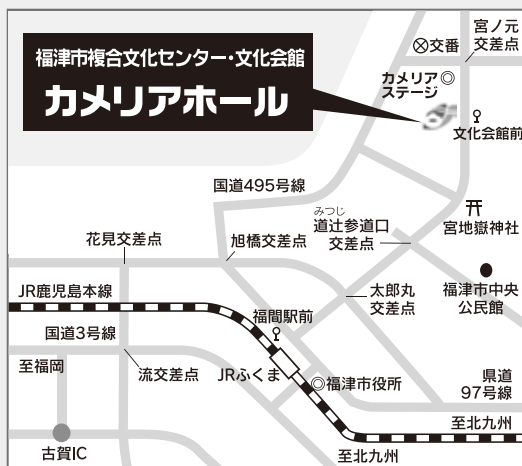 福津市複合文化センター・文化会館
カメリアホール
宮ノ元
交差点
交番
カメリア
ステージ
文化会館前
国道495号線
みつじ
道辻参道口
交差点
宮地嶽神社
花見交差点
旭橋交差点
福津市中央
公民館
JR鹿児島本線
太郎丸
交差点
福間駅前
国道3号線
至福岡
流交差点
JRふくま
福津市役所
県道
97号線
至北九州
古賀IC
至北九州